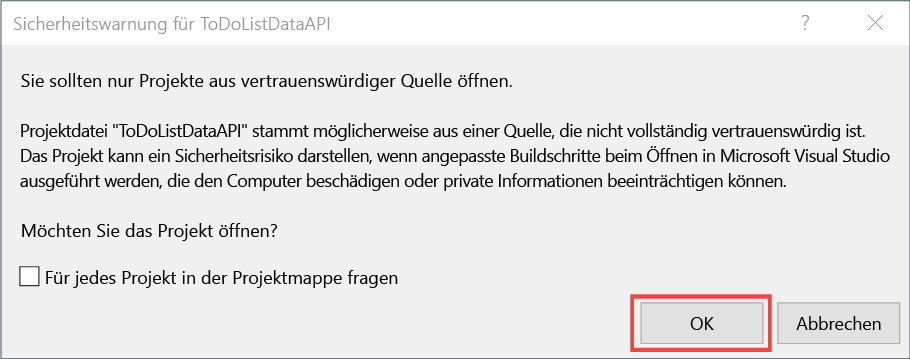 Sicherheitswarnung für ToDoListDataAPI
Sie sollten nur Projekte aus vertrauenswürdiger Quelle öffnen.
Projektdatei "ToDoListDataAPI" stammt möglicherweise aus einer Quelle, die nicht vollständig vertrauenswürdig ist.
Das Projekt kann ein Sicherheitsrisiko darstellen, wenn angepasste Buildschritte beim Öffnen in Microsoft Visual Studio
ausgeführt werden, die den Computer beschädigen oder private Informationen beeinträchtigen können.
Möchten Sie das Projekt öffnen?
Für jedes Projekt in der Projektmappe fragen
OK Abbrechen